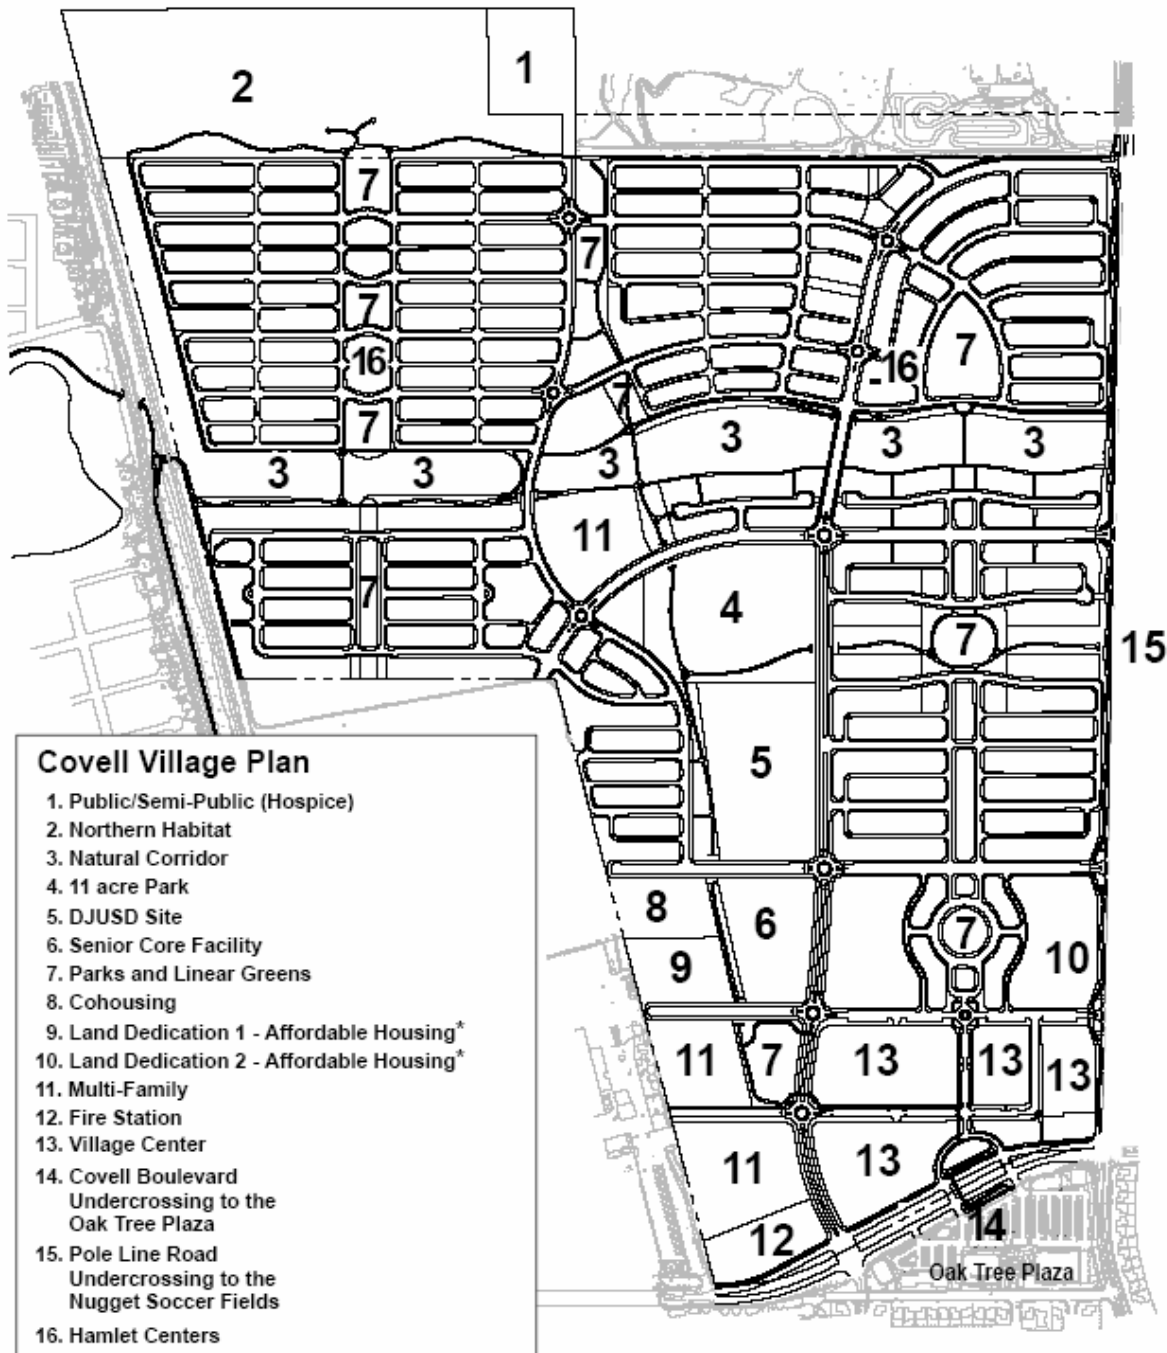 1
2
7
7
7
16
16
7
7
7
3
3
3
3
3
3
11
4
7
7
15
5
8
6
7
9
10
11
7
13
13
13
11
13
12
14
Oak Tree Plaza
Covell Village Plan
1. Public/Semi-Public (Hospice)
2. Northern Habitat
3. Natural Corridor
4. 11 acre Park
5. DJUSD Site
6. Senior Core Facility
7. Parks and Linear Greens
8. Cohousing
9. Land Dedication 1 - Affordable Housing*
10. Land Dedication 2 - Affordable Housing*
11. Multi-Family
12. Fire Station
13. Village Center
14. Covell Boulevard
Undercrossing to the
Oak Tree Plaza
15. Pole Line Road
Undercrossing to the
Nugget Soccer Fields
16. Hamlet Centers